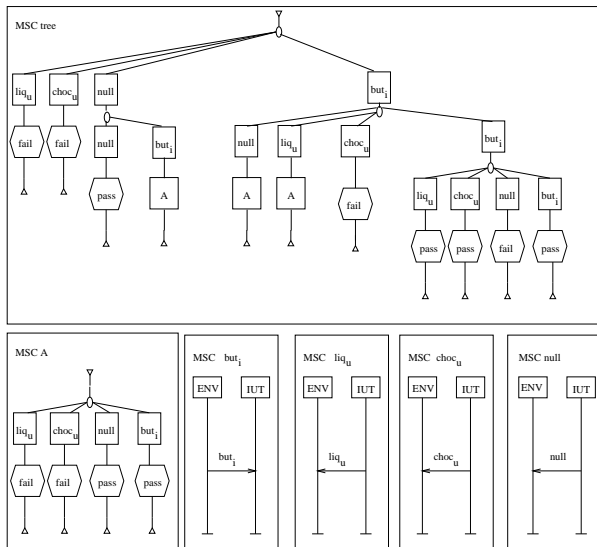 MSC tree
liq_u choc_u null but_i
fail fail null but_i null liq_u choc_u but_i
pass A A A fail liq_u choc_u null but_i
pass pass fail pass
MSC A
liq_u choc_u null but_i
fail fail pass pass
MSC but_i
ENV IUT
but_i
MSC liq_u
ENV IUT
liq_u
MSC choc_u
ENV IUT
choc_u
MSC null
ENV IUT
null